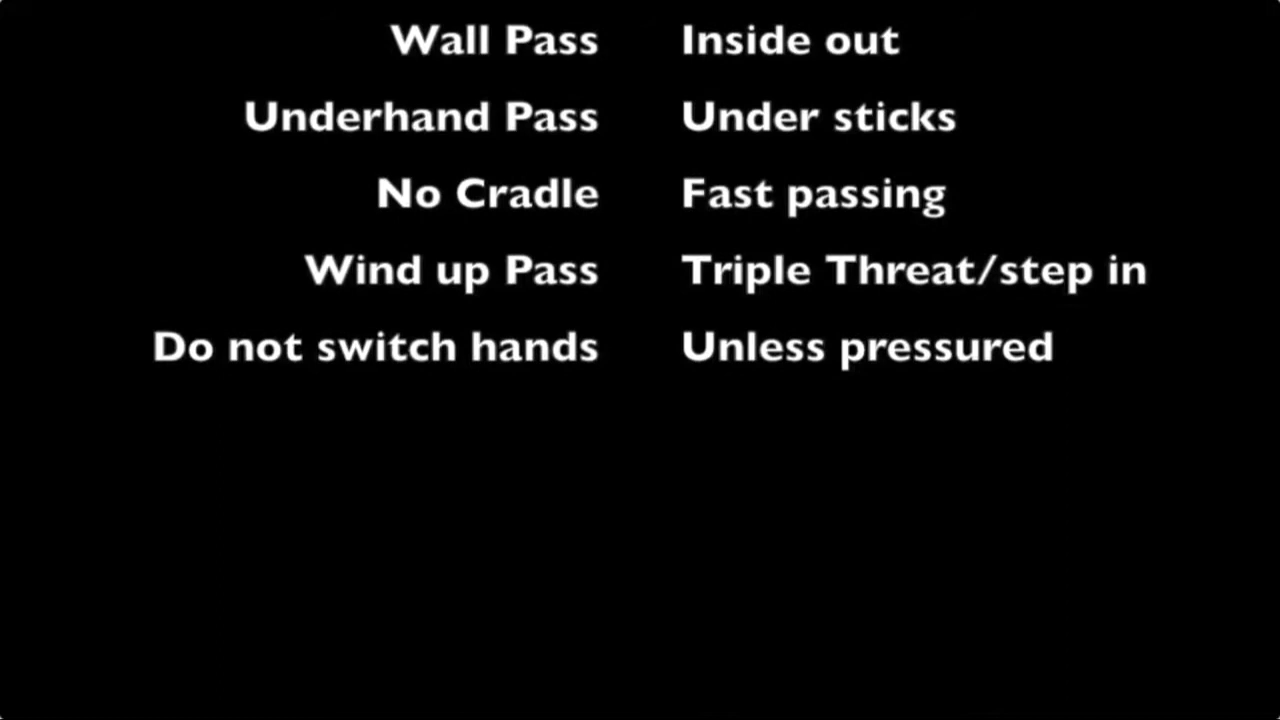 Wall Pass Inside out
Underhand Pass Under sticks
No Cradle Fast passing
Wind up Pass Triple Threat/step in
Do not switch hands Unless pressured